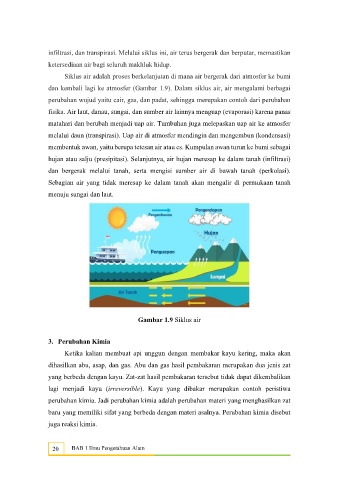 infiltrasi, dan transpirasi. Melalui siklus ini, air terus bergerak dan berputar, memastikan
ketersediaan air bagi seluruh makhluk hidup.
Siklus air adalah proses berkelanjutan di mana air bergerak dari atmosfer ke bumi
dan kembali lagi ke atmosfer (Gambar 1.9). Dalam siklus, air mengalami berbagai
perubahan wujud yaitu cair, gas, dan padat, sehingga merupakan contoh dari perubahan
fisika. Air laut, danau, sungai, dan sumber air lainnya menguap (evaporasi) karena panas
matahari dan berubah menjadi uap air. Tumbuhan juga melepaskan uap air ke atmosfer
melalui daun (transpirasi). Uap air di atmosfer mendingin dan mengembun (kondensasi)
membentuk awan, yaitu berupa tetesan air atau es. Kumpulan awan turun ke bumi sebagai
hujan atau salju (presipitasi). Selanjutnya, air hujan meresap ke dalam tanah (infiltrasi)
dan bergerak melalui tanah, serta mengisi sumber air di bawah tanah (perkolasi).
Sebagian air yang tidak meresap ke dalam tanah akan mengalir di permukaan tanah
menuju sungai dan laut.
Pengembunan
Pengendapan
Hujan
Penguapan
Sungai
Air Tanah
Gambar 1.9 Siklus air
3. Perubahan Kimia
Ketika kalian membuat api unggun dengan membakar kayu kering, maka akan
dihasilkan abu, asap, dan gas. Abu dan gas hasil pembakaran merupakan dua jenis zat
yang berbeda dengan kayu. Zat-zat hasil pembakaran tersebut tidak dapat dikembalikan
lagi menjadi kayu (irreversible). Kayu yang dibakar merupakan contoh peristiwa
perubahan kimia. Jadi perubahan kimia adalah perubahan materi yang menghasilkan zat
baru yang memiliki sifat yang berbeda dengan materi asalnya. Perubahan kimia disebut
juga reaksi kimia.
20 BAB 1 Ilmu Pengetahuan Alam